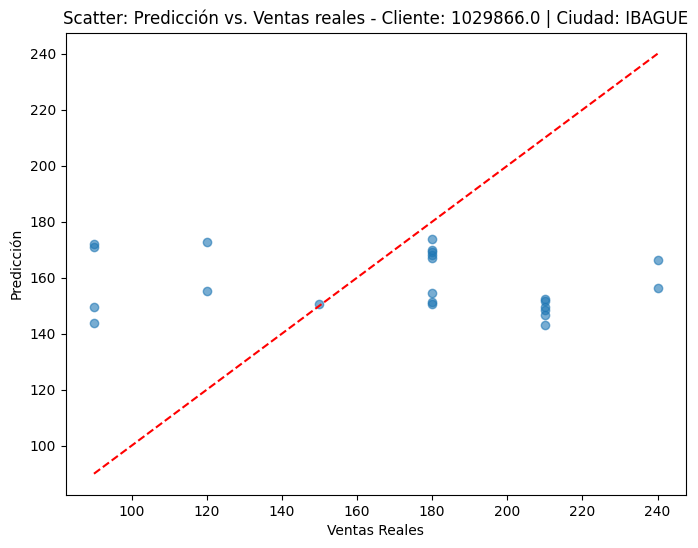 Scatter: Predicción vs. Ventas reales - Cliente: 1029866.0 | Ciudad: IBAGUE
240
220
200
180
160
140
120
100
Predicción
100 120 140 160 180 200 220 240
Ventas Reales